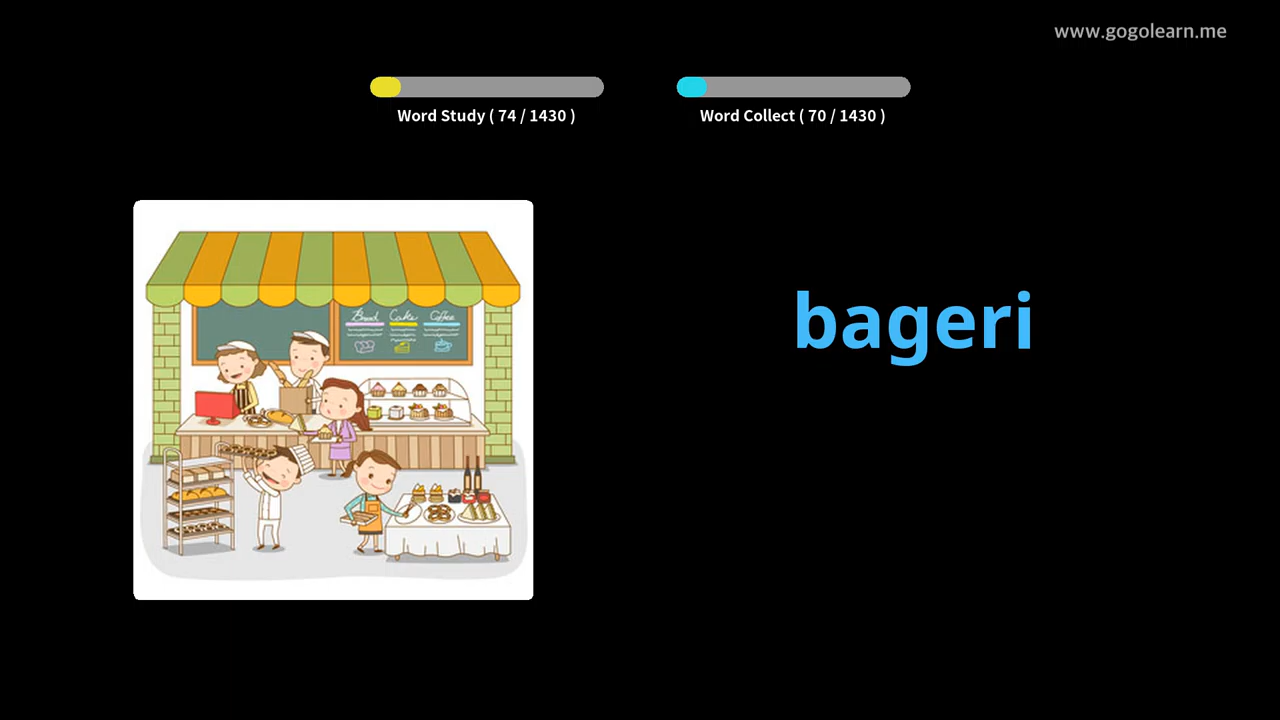 www.gogolearn.me
Word Study ( 74 / 1430 )
Word Collect ( 70 / 1430 )
Bread Cake Coffee
bageri